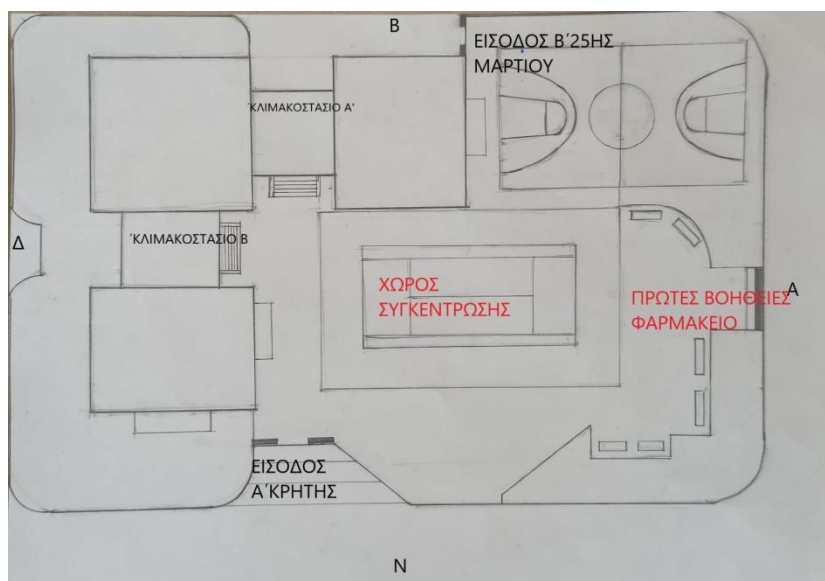 Β
ΕΙΣΟΔΟΣ Β΄25ΗΣ
ΜΑΡΤΙΟΥ
΄ΚΛΙΜΑΚΟΣΤΑΣΙΟ Α'
Δ
΄ΚΛΙΜΑΚΟΣΤΑΣΙΟ Β
ΧΩΡΟΣ
ΣΥΓΚΕΝΤΡΩΣΗΣ
ΠΡΩΤΕΣ ΒΟΗΘΕΙΕΣ
ΦΑΡΜΑΚΕΙΟ
Α
ΕΙΣΟΔΟΣ
Α΄ΚΡΗΤΗΣ
Ν